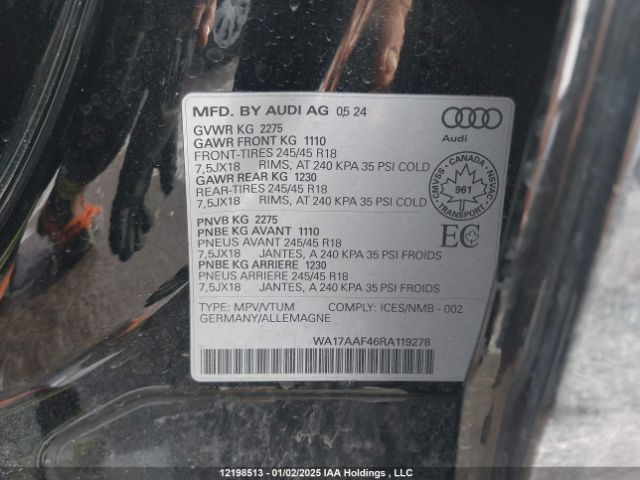 MFD. BY AUDI AG 05 24
Audi
GVWR KG 2275
GAWR FRONT KG 1110
FRONT-TIRES 245/45 R18
7,5JX18 RIMS, AT 240 KPA 35 PSI COLD
GAWR REAR KG 1230
REAR-TIRES 245/45 R18
7,5JX18 RIMS, AT 240 KPA 35 PSI COLD
CMVSS - CANADA - NSVAC
961
TRANSPORT
PNVB KG 2275
PNBE KG AVANT 1110
PNEUS AVANT 245/45 R18
7,5JX18 JANTES, A 240 KPA 35 PSI FROIDS
PNBE KG ARRIERE 1230
PNEUS ARRIERE 245/45 R18
7,5JX18 JANTES, A 240 KPA 35 PSI FROIDS
EC
TYPE: MPV/VTUM COMPLY: ICES/NMB - 002
GERMANY/ALLEMAGNE
WA17AAF46RA119278
12198513 - 01/02/2025 IAA Holdings , LLC